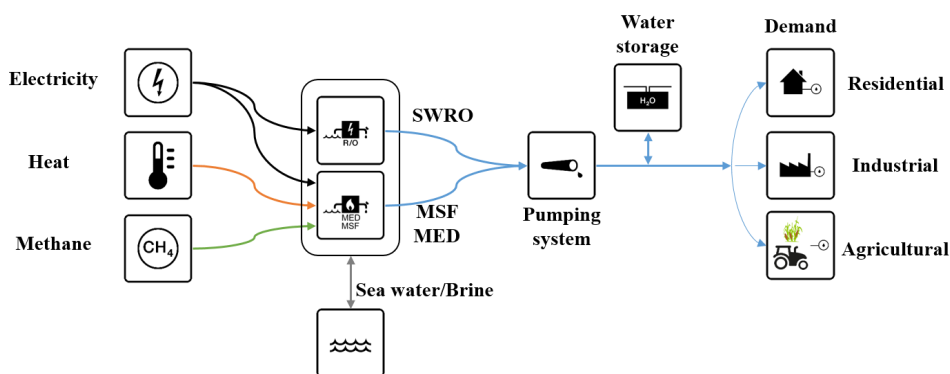 Water
storage
Demand
Electricity
H₂O
Residential
SWRO
R/O
Heat
Industrial
MED
MSF
MSF
MED
Pumping
system
Methane
CH₄
Agricultural
Sea water/Brine